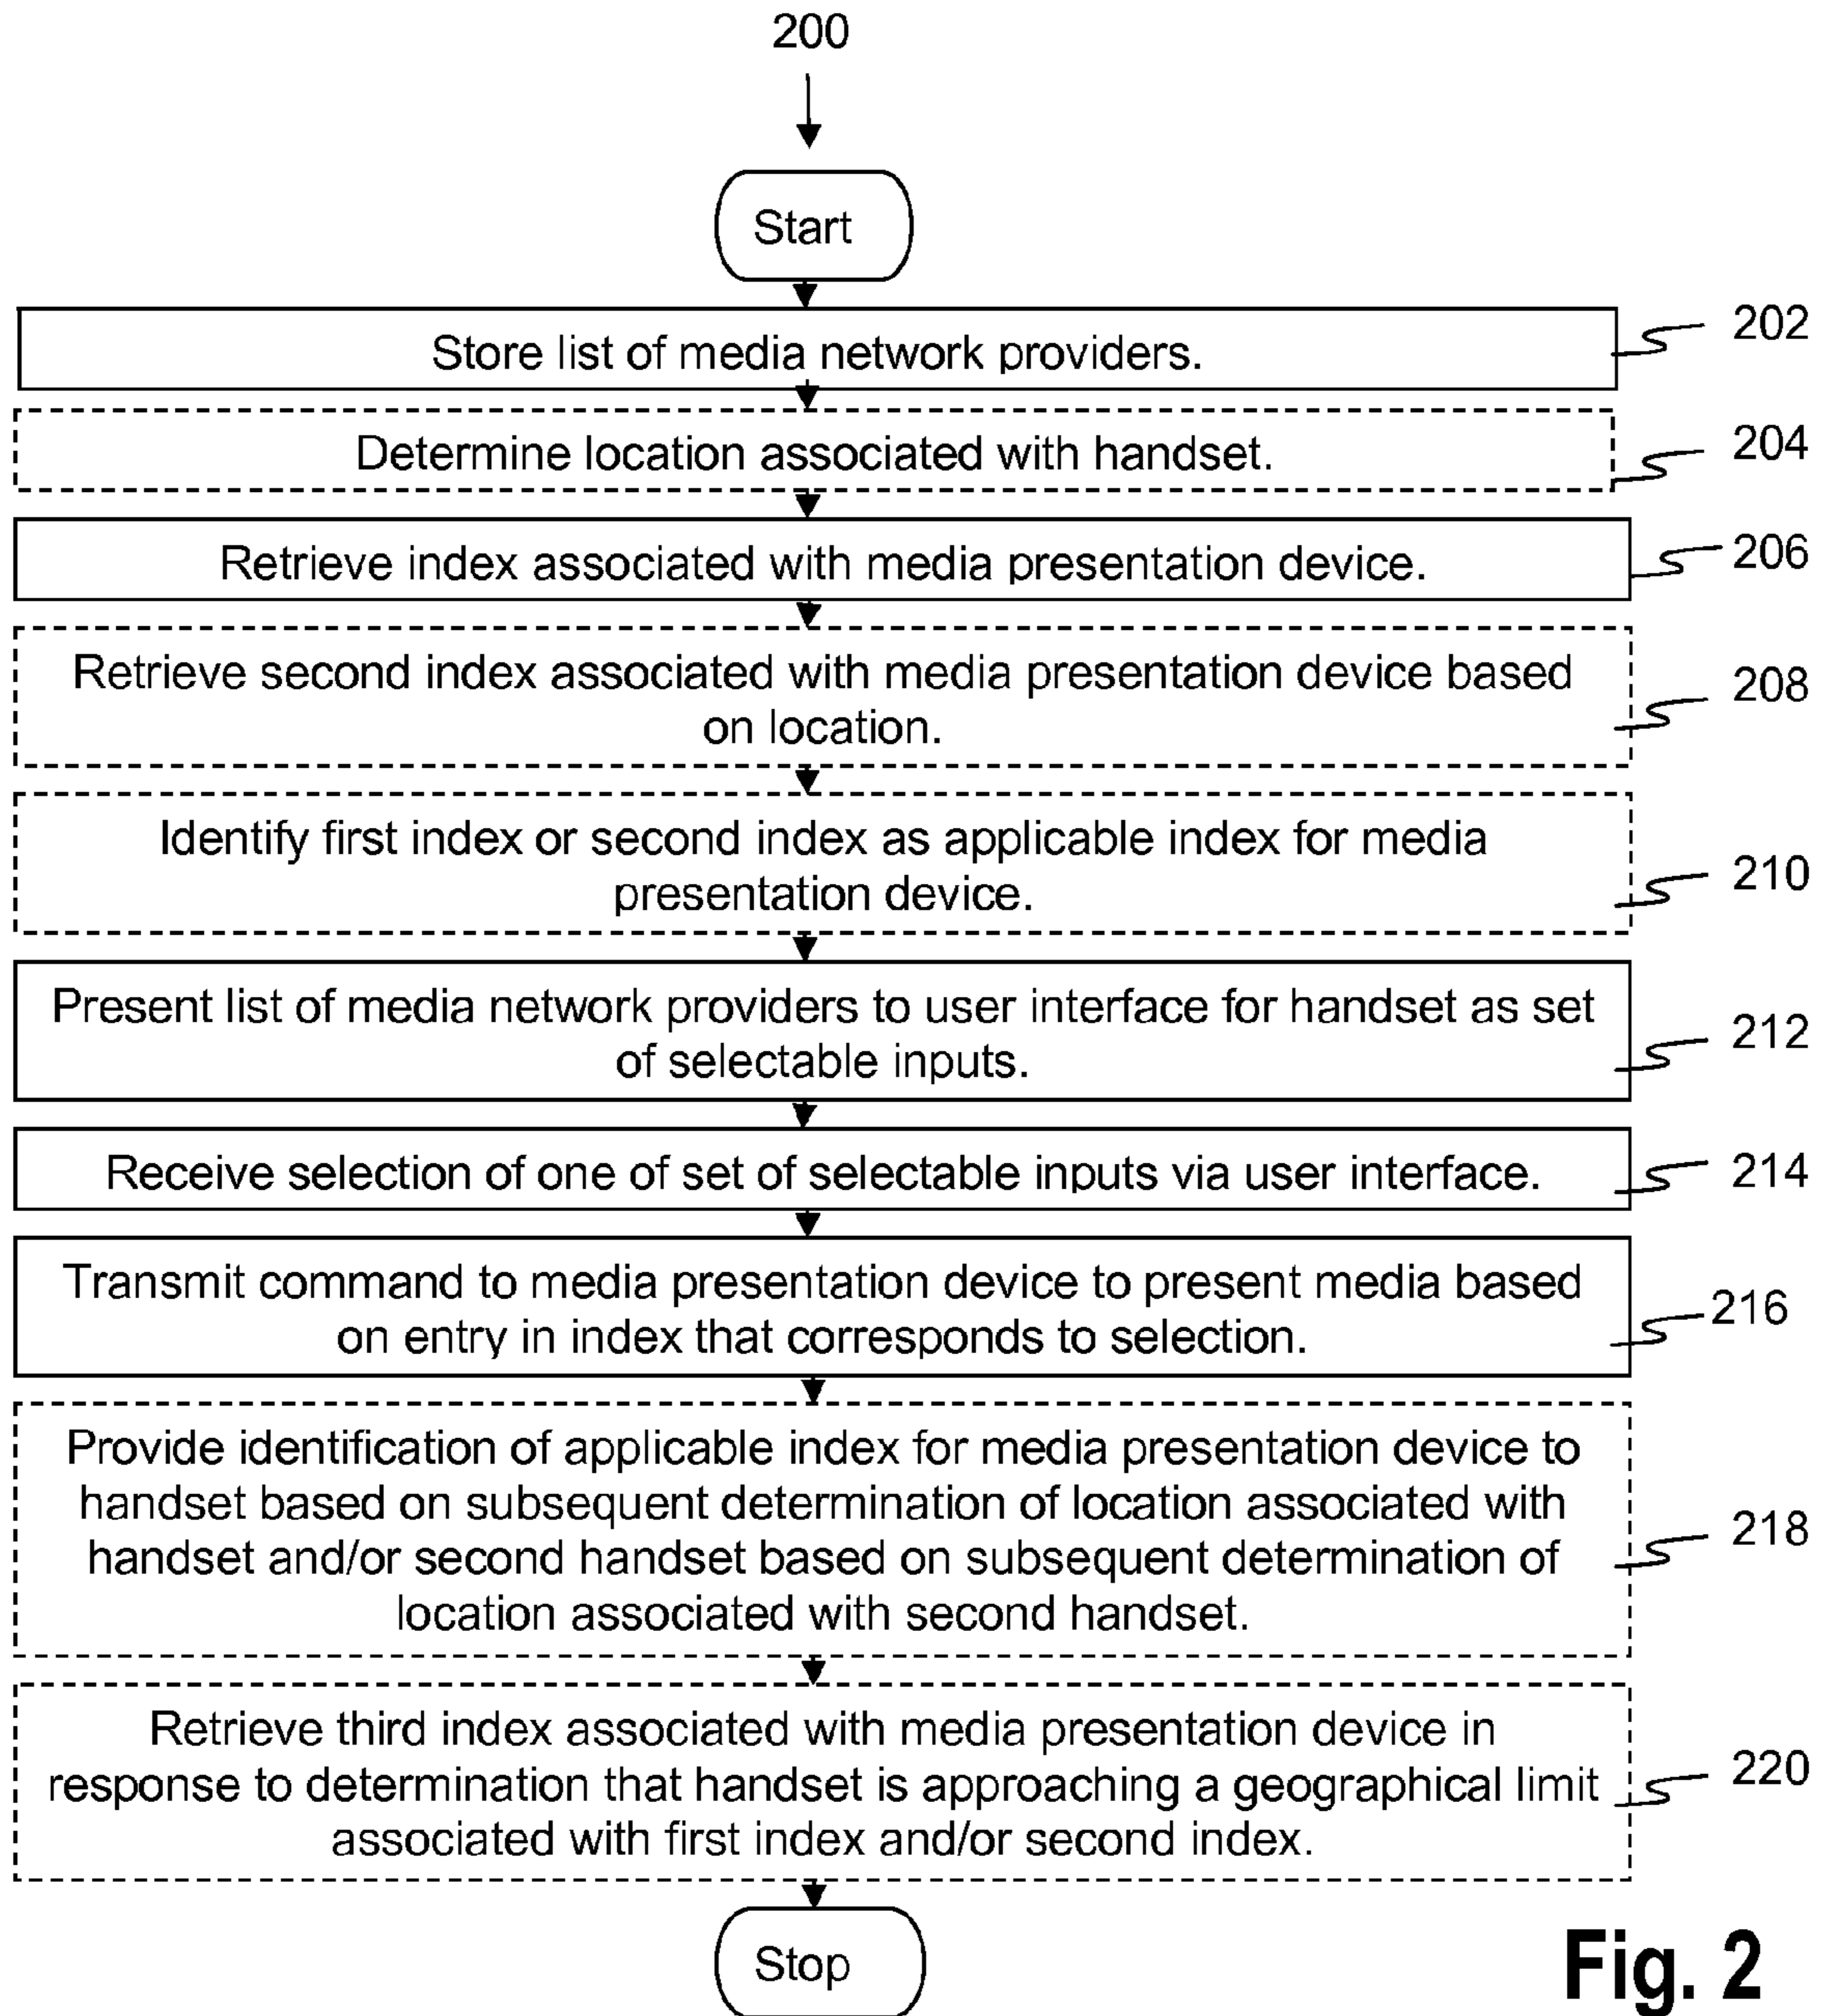 200
Start
Store list of media network providers.
202
Determine location associated with handset.
204
Retrieve index associated with media presentation device.
206
Retrieve second index associated with media presentation device based
on location.
208
Identify first index or second index as applicable index for media
presentation device.
210
Present list of media network providers to user interface for handset as set
of selectable inputs.
212
Receive selection of one of set of selectable inputs via user interface.
214
Transmit command to media presentation device to present media based
on entry in index that corresponds to selection.
216
Provide identification of applicable index for media presentation device to
handset based on subsequent determination of location associated with
handset and/or second handset based on subsequent determination of
location associated with second handset.
218
Retrieve third index associated with media presentation device in
response to determination that handset is approaching a geographical limit
associated with first index and/or second index.
220
Stop
Fig. 2